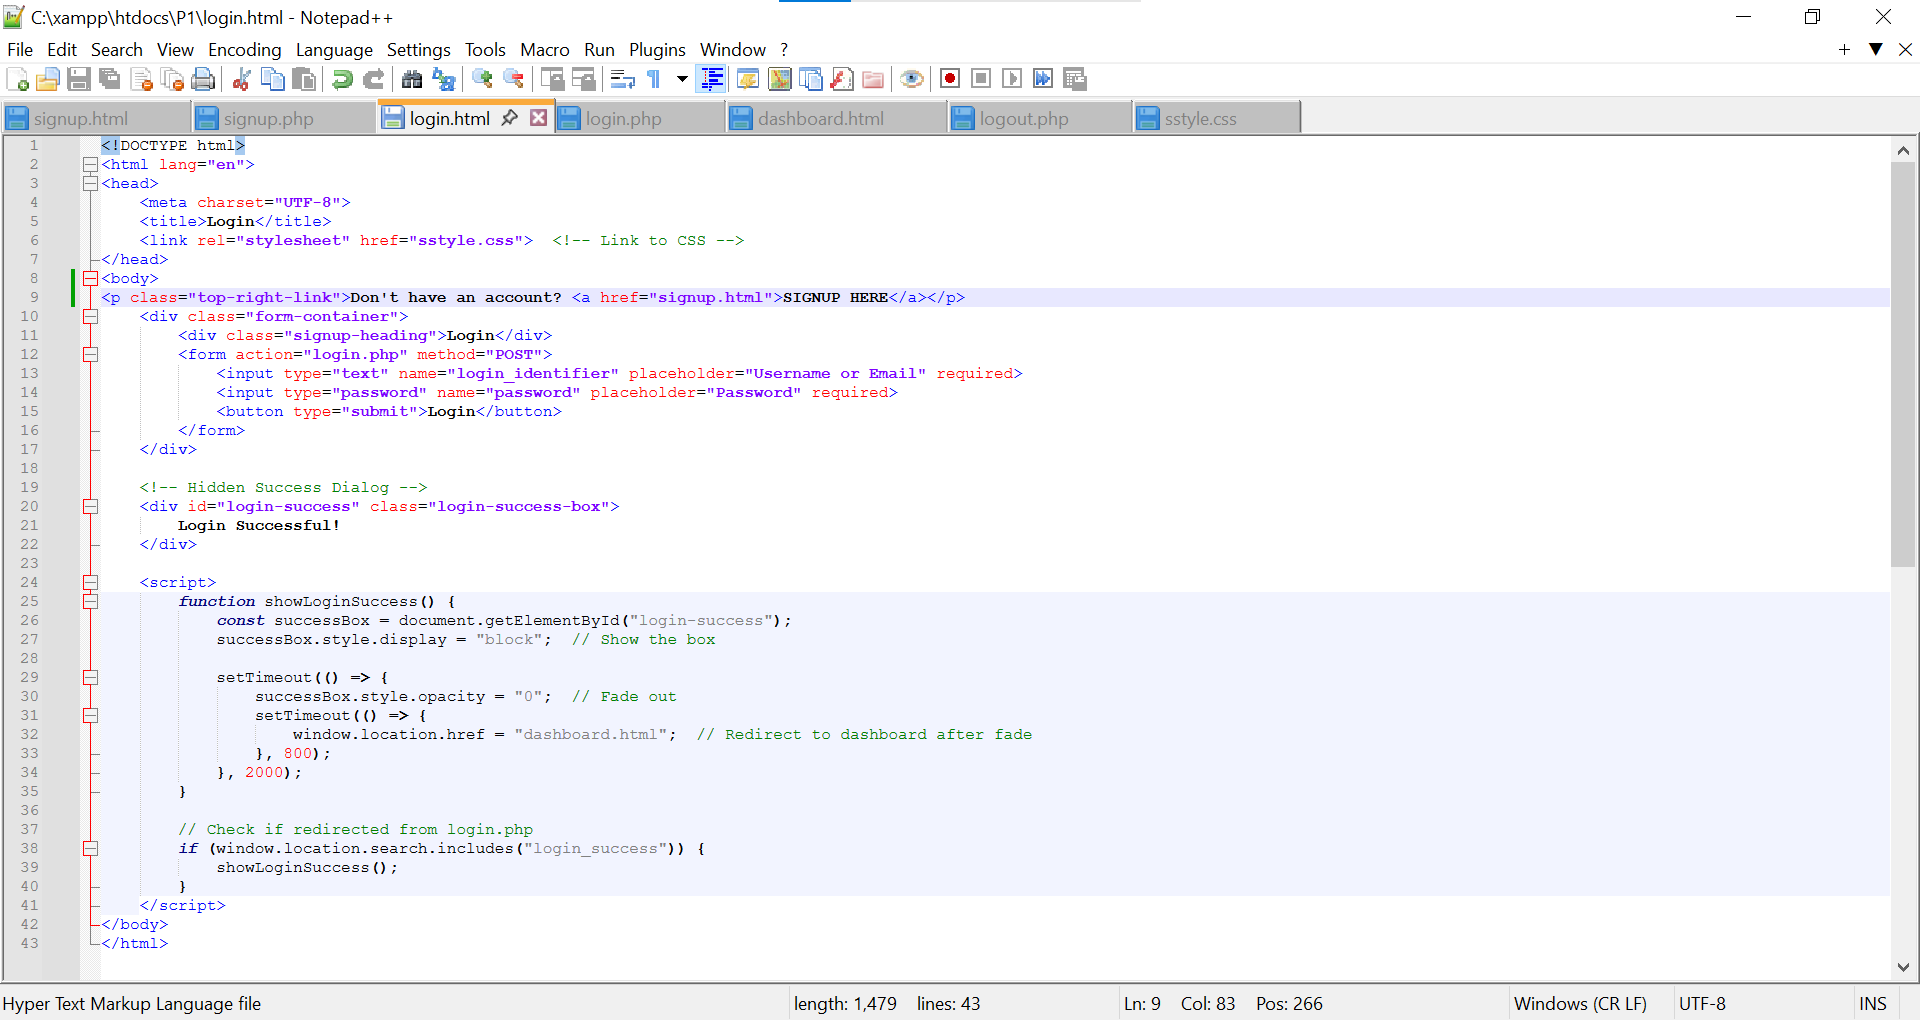 C:\xampp\htdocs\P1\login.html - Notepad++
File Edit Search View Encoding Language Settings Tools Macro Run Plugins Window ?
signup.html signup.php login.html login.php dashboard.html logout.php sstyle.css
1 <!DOCTYPE html>
2 <html lang="en">
3 <head>
4 <meta charset="UTF-8">
5 <title>Login</title>
6 <link rel="stylesheet" href="sstyle.css"> <!-- Link to CSS -->
7 </head>
8 <body>
9 <p class="top-right-link">Don't have an account? <a href="signup.html">SIGNUP HERE</a></p>
10 <div class="form-container">
11 <div class="signup-heading">Login</div>
12 <form action="login.php" method="POST">
13 <input type="text" name="login_identifier" placeholder="Username or Email" required>
14 <input type="password" name="password" placeholder="Password" required>
15 <button type="submit">Login</button>
16 </form>
17 </div>
18
19 <!-- Hidden Success Dialog -->
20 <div id="login-success" class="login-success-box">
21 Login Successful!
22 </div>
23
24 <script>
25 function showLoginSuccess() {
26 const successBox = document.getElementById("login-success");
27 successBox.style.display = "block"; // Show the box
28
29 setTimeout(() => {
30 successBox.style.opacity = "0"; // Fade out
31 setTimeout(() => {
32 window.location.href = "dashboard.html"; // Redirect to dashboard after fade
33 }, 800);
34 }, 2000);
35 }
36
37 // Check if redirected from login.php
38 if (window.location.search.includes("login_success")) {
39 showLoginSuccess();
40 }
41 </script>
42 </body>
43 </html>
Hyper Text Markup Language file length: 1,479 lines: 43 Ln: 9 Col: 83 Pos: 266 Windows (CR LF) UTF-8 INS